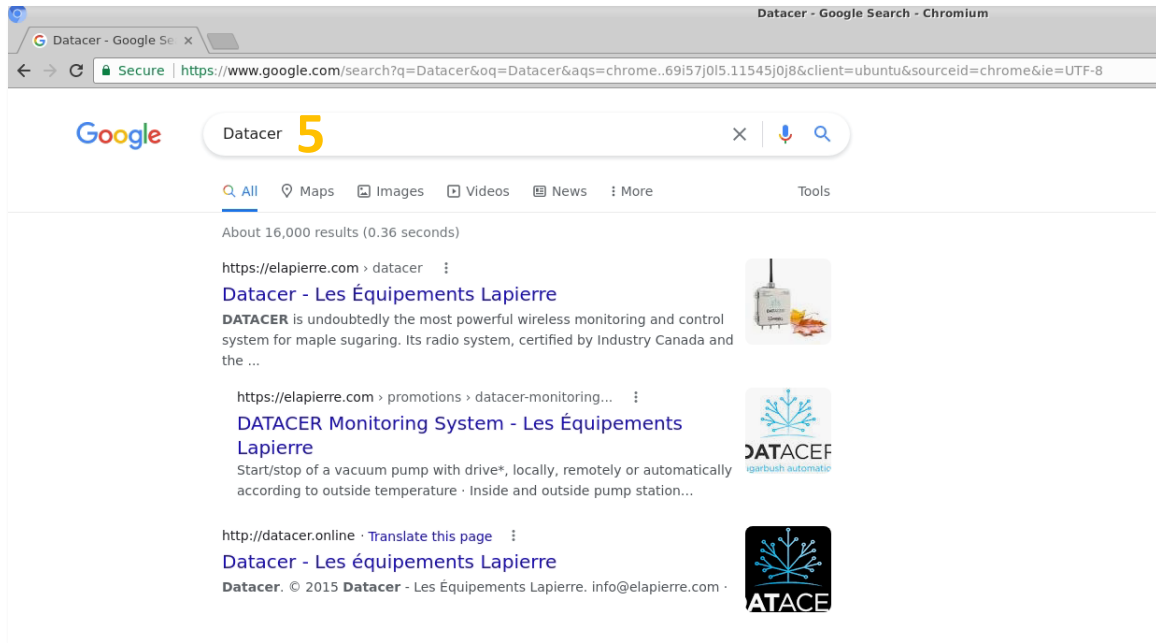 Datacer - Google Search - Chromium
Datacer - Google Se
Secure https://www.google.com/search?q=Datacer&oq=Datacer&aqs=chrome..69i57j0l5.11545j0j8&client=ubuntu&sourceid=chrome&ie=UTF-8
Google Datacer 5
All Maps Images Videos News More Tools
About 16,000 results (0.36 seconds)
https://elapierre.com › datacer
Datacer - Les Équipements Lapierre
DATACER is undoubtedly the most powerful wireless monitoring and control
system for maple sugaring. Its radio system, certified by Industry Canada and
the ...
https://elapierre.com › promotions › datacer-monitoring...
DATACER Monitoring System - Les Équipements
Lapierre
Start/stop of a vacuum pump with drive*, locally, remotely or automatically
according to outside temperature · Inside and outside pump station...
DATACER
ugarbush automatic
http://datacer.online · Translate this page
Datacer - Les équipements Lapierre
Datacer. © 2015 Datacer - Les Équipements Lapierre. info@elapierre.com ·
ATACE